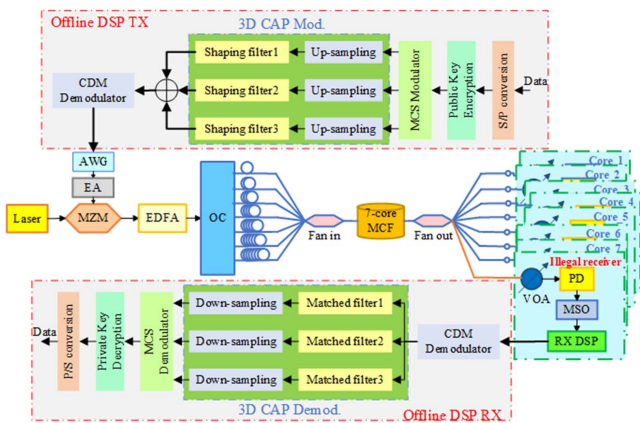 Offline DSP TX
3D CAP Mod.
Shaping filter1
Up-sampling
CDM
Demodulator
Shaping filter2
Up-sampling
Shaping filter3
Up-sampling
MCS Modulator
Public Key
Encryption
S/P conversion
Data
AWG
EA
Laser
MZM
EDFA
OC
Fan in
7-core
MCF
Fan out
Core 1
Core 2
Core 3
Core 4
Core 5
Core 6
Core 7
Illegal receiver
VOA
PD
MSO
RX DSP
Data
P/S conversion
Private Key
Decryption
MCS
Demodulator
Down-sampling
Matched filter1
Down-sampling
Matched filter2
Down-sampling
Matched filter3
CDM
Demodulator
3D CAP Demod.
Offline DSP RX